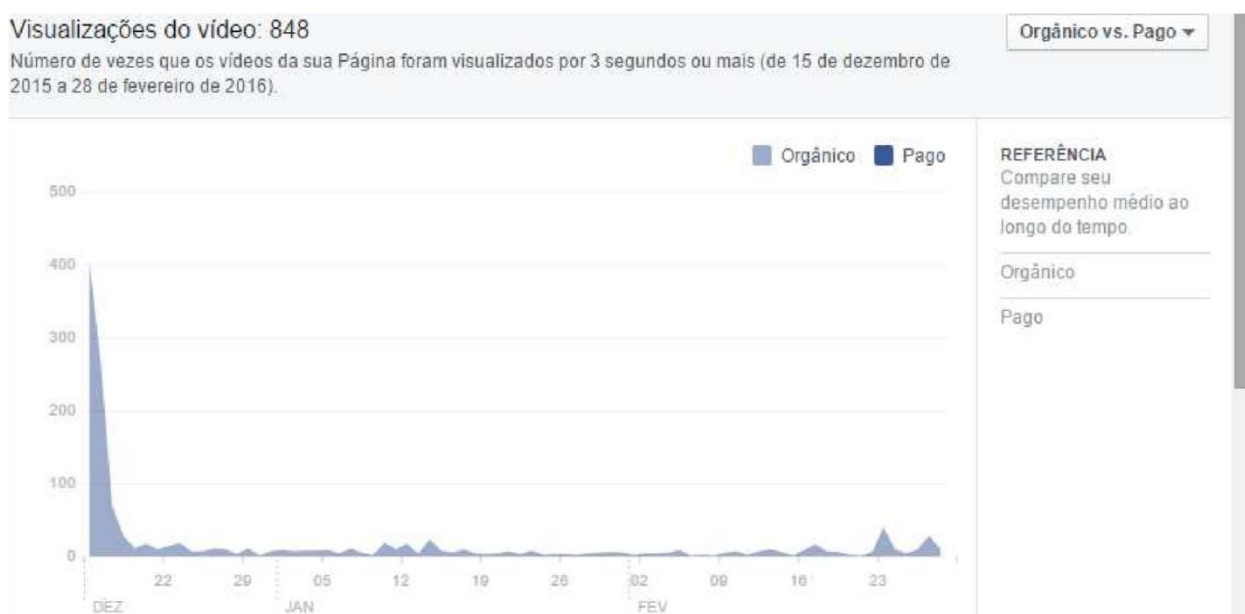 Visualizações do vídeo: 848
Orgânico vs. Pago
Número de vezes que os vídeos da sua Página foram visualizados por 3 segundos ou mais (de 15 de dezembro de
2015 a 28 de fevereiro de 2016).
Orgânico Pago
REFERÊNCIA
Compare seu
desempenho médio ao
longo do tempo.
Orgânico
Pago
500
400
300
200
100
0
22 29 05 12 19 26 02 09 16 23
DEZ JAN FEV